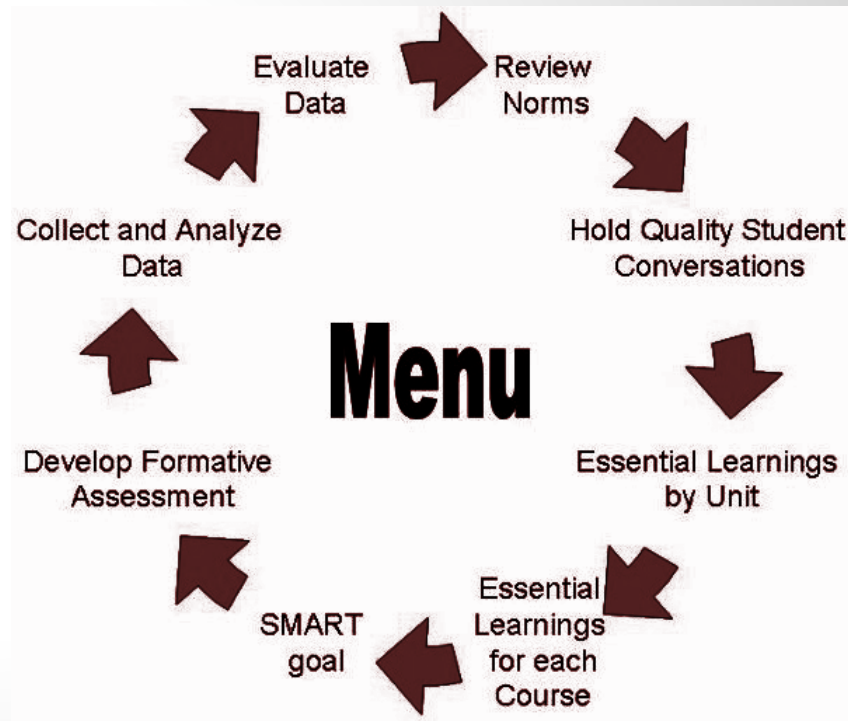 Evaluate
Data
Review
Norms
Hold Quality Student
Conversations
Essential Learnings
by Unit
Essential
Learnings
for each
Course
SMART
goal
Develop Formative
Assessment
Collect and Analyze
Data
Menu